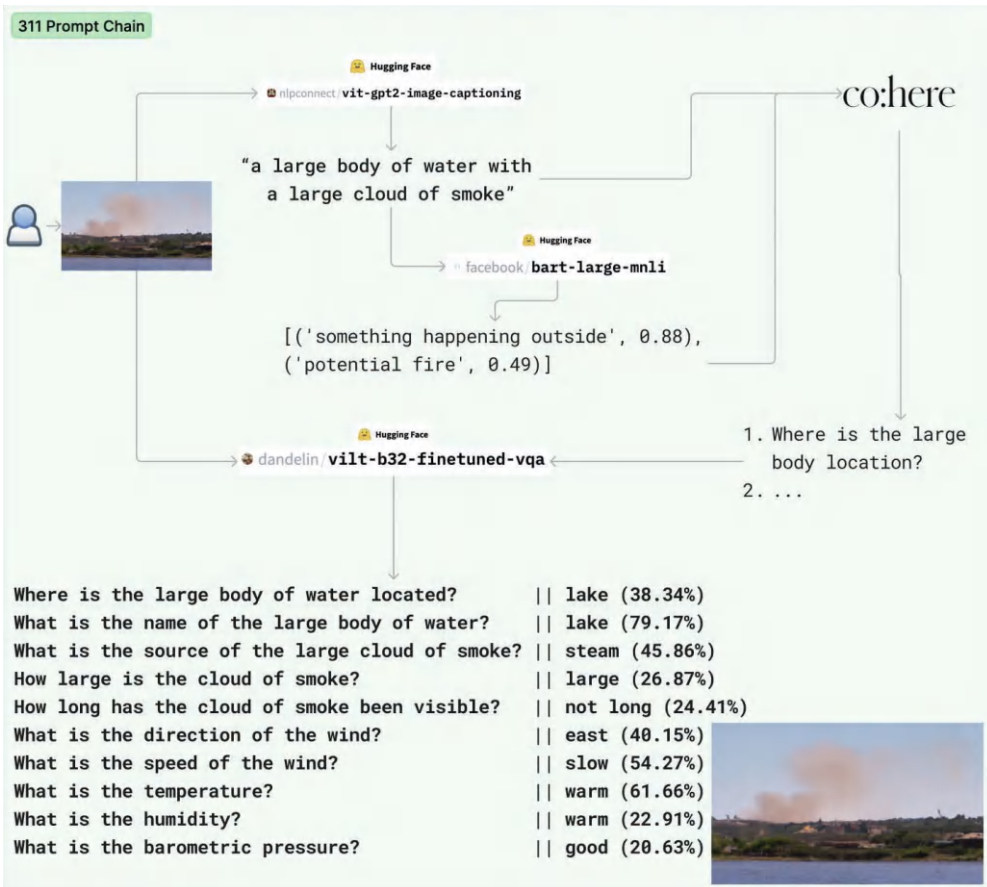 311 Prompt Chain
Hugging Face
nlpconnect/vit-gpt2-image-captioning
co:here
"a large body of water with
a large cloud of smoke"
Hugging Face
facebook/bart-large-mnli
[('something happening outside', 0.88),
('potential fire', 0.49)]
Hugging Face
dandelin/vilt-b32-finetuned-vqa
1. Where is the large
body location?
2. ...
Where is the large body of water located? || lake (38.34%)
What is the name of the large body of water? || lake (79.17%)
What is the source of the large cloud of smoke? || steam (45.86%)
How large is the cloud of smoke? || large (26.87%)
How long has the cloud of smoke been visible? || not long (24.41%)
What is the direction of the wind? || east (40.15%)
What is the speed of the wind? || slow (54.27%)
What is the temperature? || warm (61.66%)
What is the humidity? || warm (22.91%)
What is the barometric pressure? || good (20.63%)